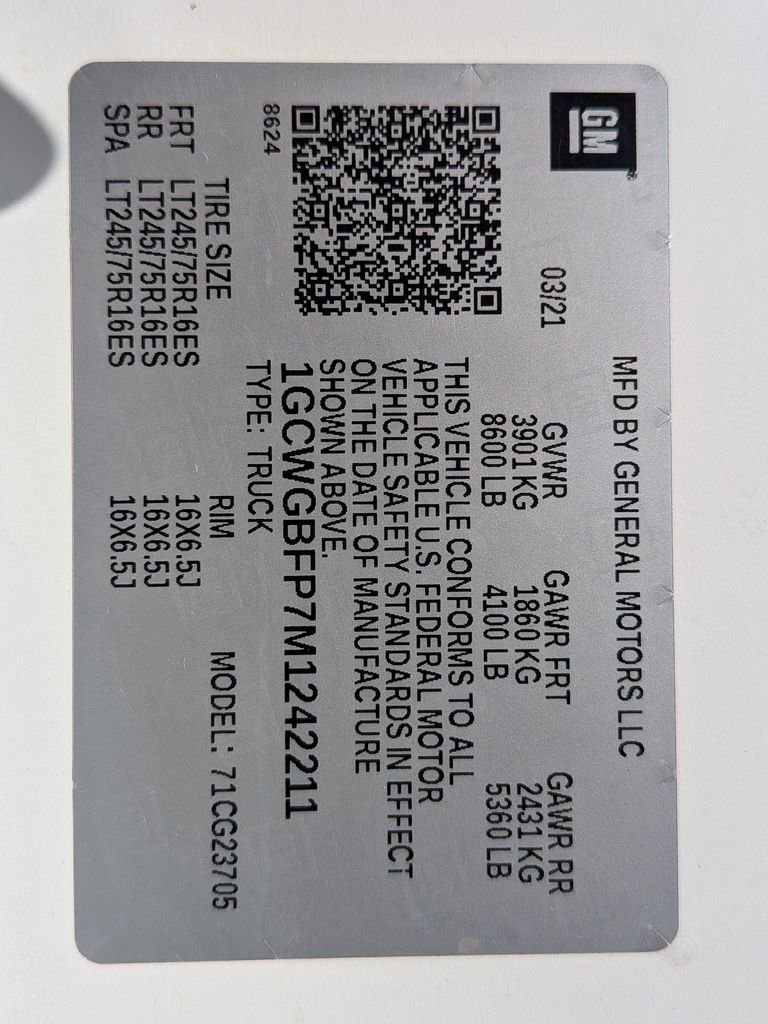 GM
MFD BY GENERAL MOTORS LLC
03/21 GVWR GAWR FRT GAWR RR
3901 KG 1860 KG 2431 KG
8600 LB 4100 LB 5360 LB
THIS VEHICLE CONFORMS TO ALL
APPLICABLE U.S. FEDERAL MOTOR
VEHICLE SAFETY STANDARDS IN EFFECT
ON THE DATE OF MANUFACTURE
SHOWN ABOVE.
1GCWGBFP7M1242211
8624 TYPE: TRUCK
TIRE SIZE RIM MODEL: 71CG23705
FRT LT245/75R16ES 16X6.5J
RR LT245/75R16ES 16X6.5J
SPA LT245/75R16ES 16X6.5J